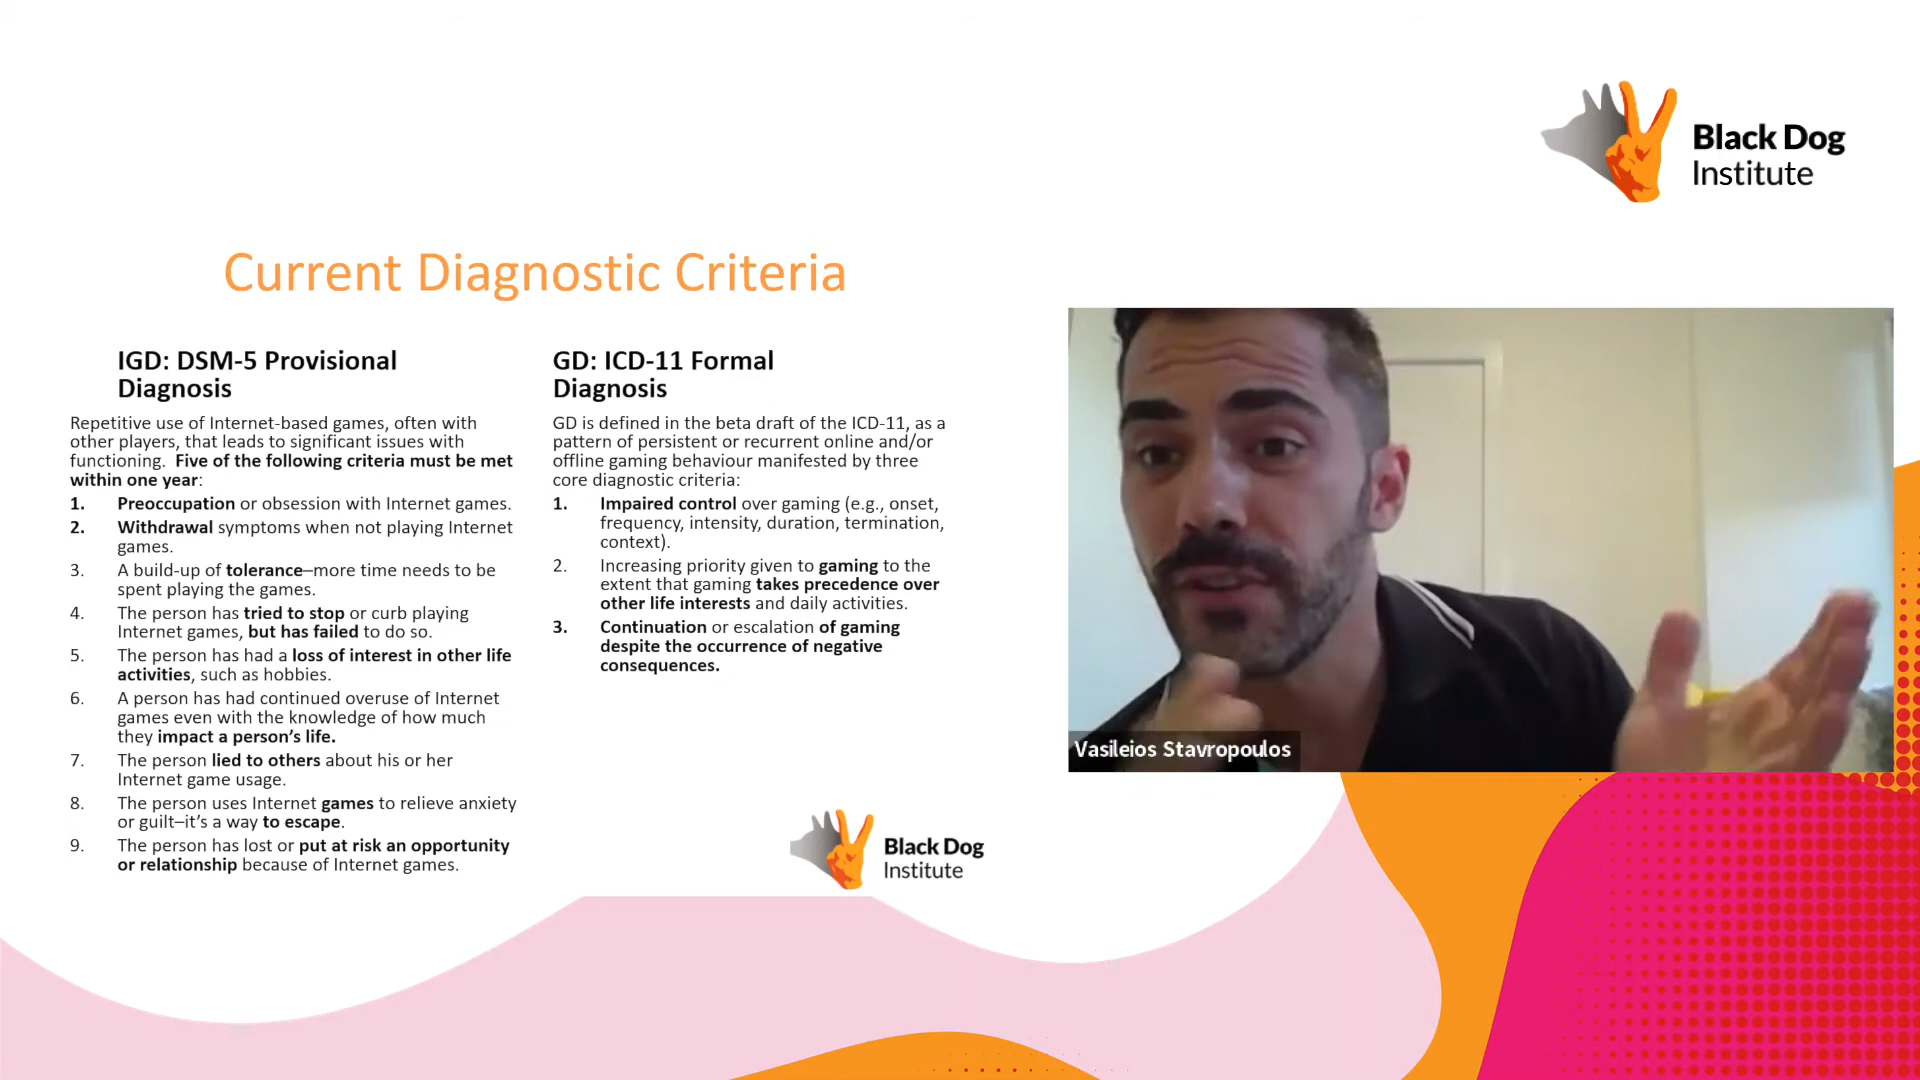 Black Dog
Institute
Current Diagnostic Criteria
IGD: DSM-5 Provisional
Diagnosis
Repetitive use of Internet-based games, often with
other players, that leads to significant issues with
functioning.  Five of the following criteria must be met
within one year:
1. Preoccupation or obsession with Internet games.
2. Withdrawal symptoms when not playing Internet
games.
3. A build-up of tolerance–more time needs to be
spent playing the games.
4. The person has tried to stop or curb playing
Internet games, but has failed to do so.
5. The person has had a loss of interest in other life
activities, such as hobbies.
6. A person has had continued overuse of Internet
games even with the knowledge of how much
they impact a person’s life.
7. The person lied to others about his or her
Internet game usage.
8. The person uses Internet games to relieve anxiety
or guilt–it’s a way to escape.
9. The person has lost or put at risk an opportunity
or relationship because of Internet games.
GD: ICD-11 Formal
Diagnosis
GD is defined in the beta draft of the ICD-11, as a
pattern of persistent or recurrent online and/or
offline gaming behaviour manifested by three
core diagnostic criteria:
1. Impaired control over gaming (e.g., onset,
frequency, intensity, duration, termination,
context).
2. Increasing priority given to gaming to the
extent that gaming takes precedence over
other life interests and daily activities.
3. Continuation or escalation of gaming
despite the occurrence of negative
consequences.
Vasileios Stavropoulos
Black Dog
Institute